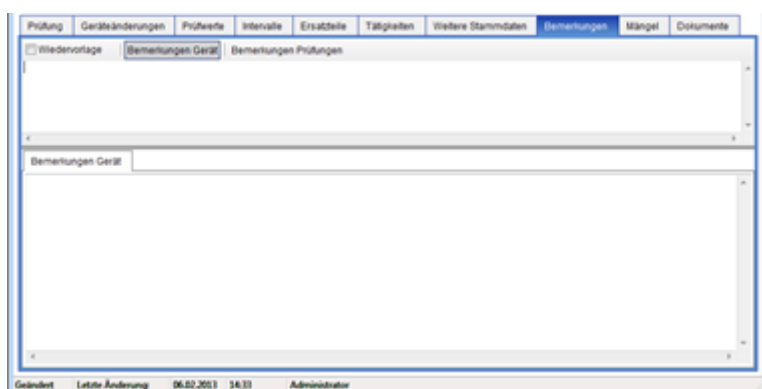 Prüfung Geräteänderungen Prüfwerte Intervalle Ersatzteile Tätigkeiten Weitere Stammdaten Bemerkungen Mängel Dokumente
Wiedervorlage Bemerkungen Gerät Bemerkungen Prüfungen
Bemerkungen Gerät
Geändert Letzte Änderung: 06.02.2013 14:33 Administrator